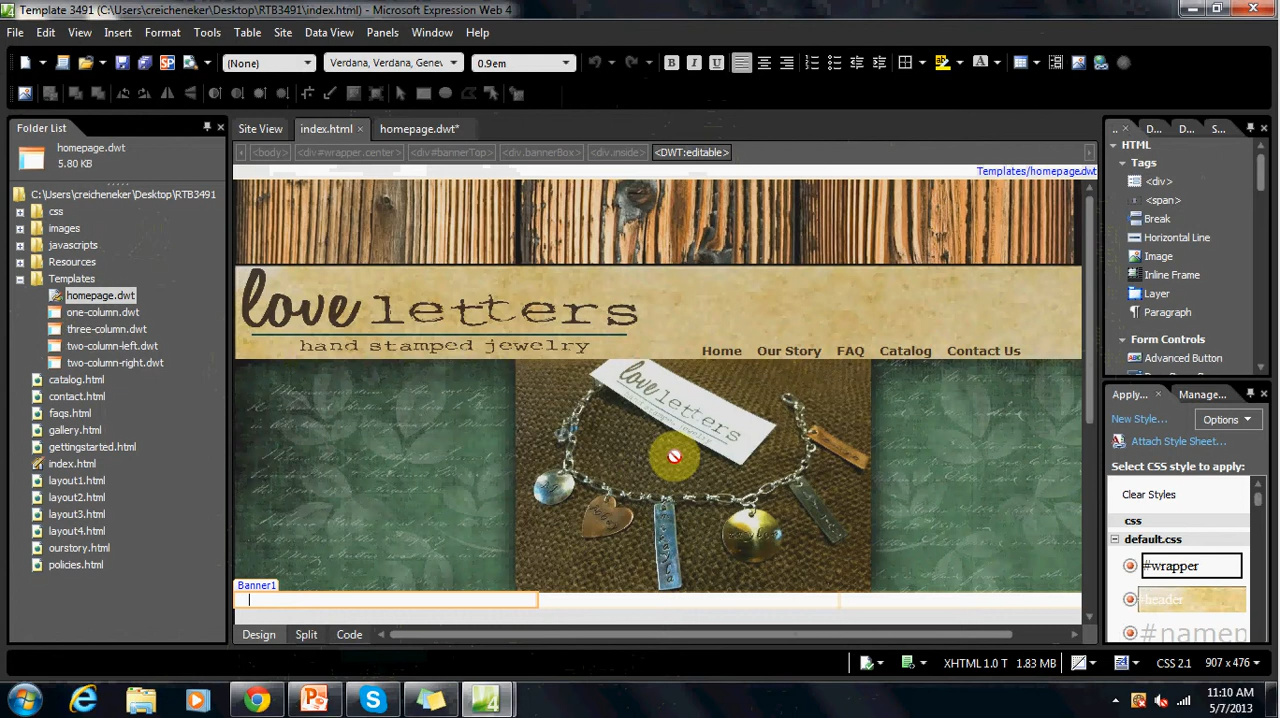 Template 3491 (C:\Users\creicheneker\Desktop\RTB3491\index.html) - Microsoft Expression Web 4
File Edit View Insert Format Tools Table Site Data View Panels Window Help
(None) Verdana, Verdana, Genev 0.9em
Folder List
Site View index.html homepage.dwt*
D... D... S...
homepage.dwt
5.80 KB
<body> <div#wrapper.center> <div#bannerTop> <div.bannerBox> <div.inside> <DWT:editable>
Templates/homepage.dwt
C:\Users\creicheneker\Desktop\RTB3491
css
images
javascripts
Resources
Templates
homepage.dwt
one-column.dwt
three-column.dwt
two-column-left.dwt
two-column-right.dwt
catalog.html
contact.html
faqs.html
gallery.html
gettingstarted.html
index.html
layout1.html
layout2.html
layout3.html
layout4.html
ourstory.html
policies.html
love letters
hand stamped jewelry
Home Our Story FAQ Catalog Contact Us
love letters
Banner1
Design Split Code
HTML
Tags
<div>
<span>
Break
Horizontal Line
Image
Inline Frame
Layer
Paragraph
Form Controls
Advanced Button
Apply... Manage...
New Style... Options
Attach Style Sheet...
Select CSS style to apply:
Clear Styles
css
default.css
#wrapper
#header
#namep
XHTML 1.0 T 1.83 MB CSS 2.1 907 x 476
11:10 AM
5/7/2013